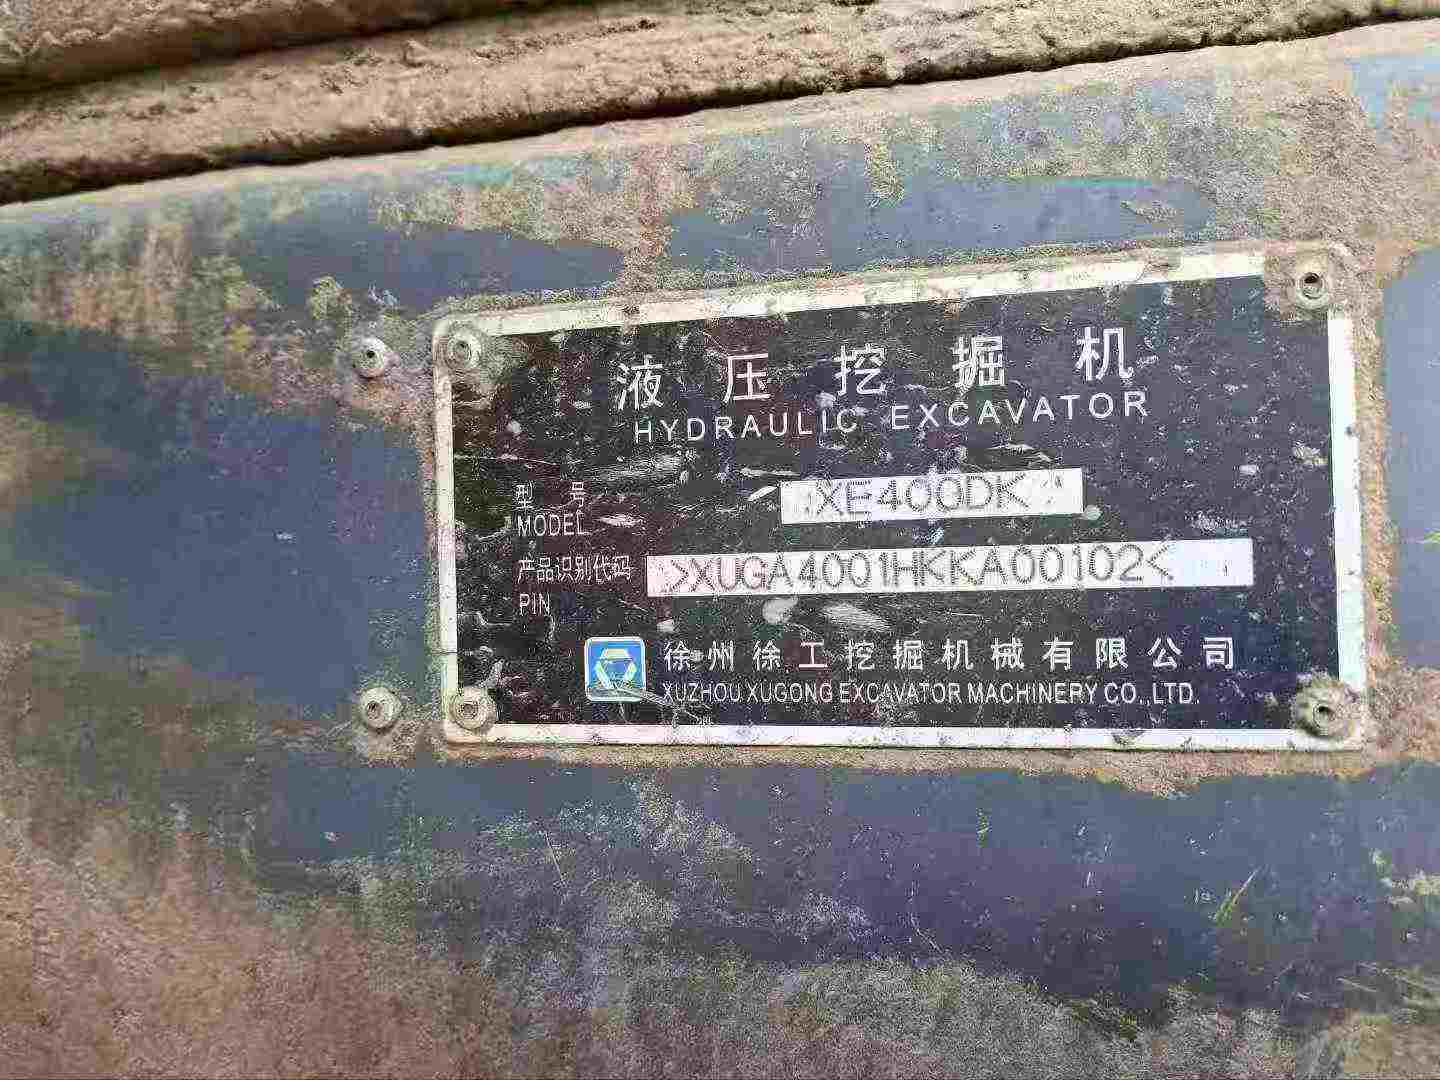 液压挖掘机
HYDRAULIC EXCAVATOR
型号
MODEL
XE400DK
产品识别代码
PIN
>XUGA4001HKKA00102<
徐州徐工挖掘机械有限公司
XUZHOU XUGONG EXCAVATOR MACHINERY CO.,LTD.